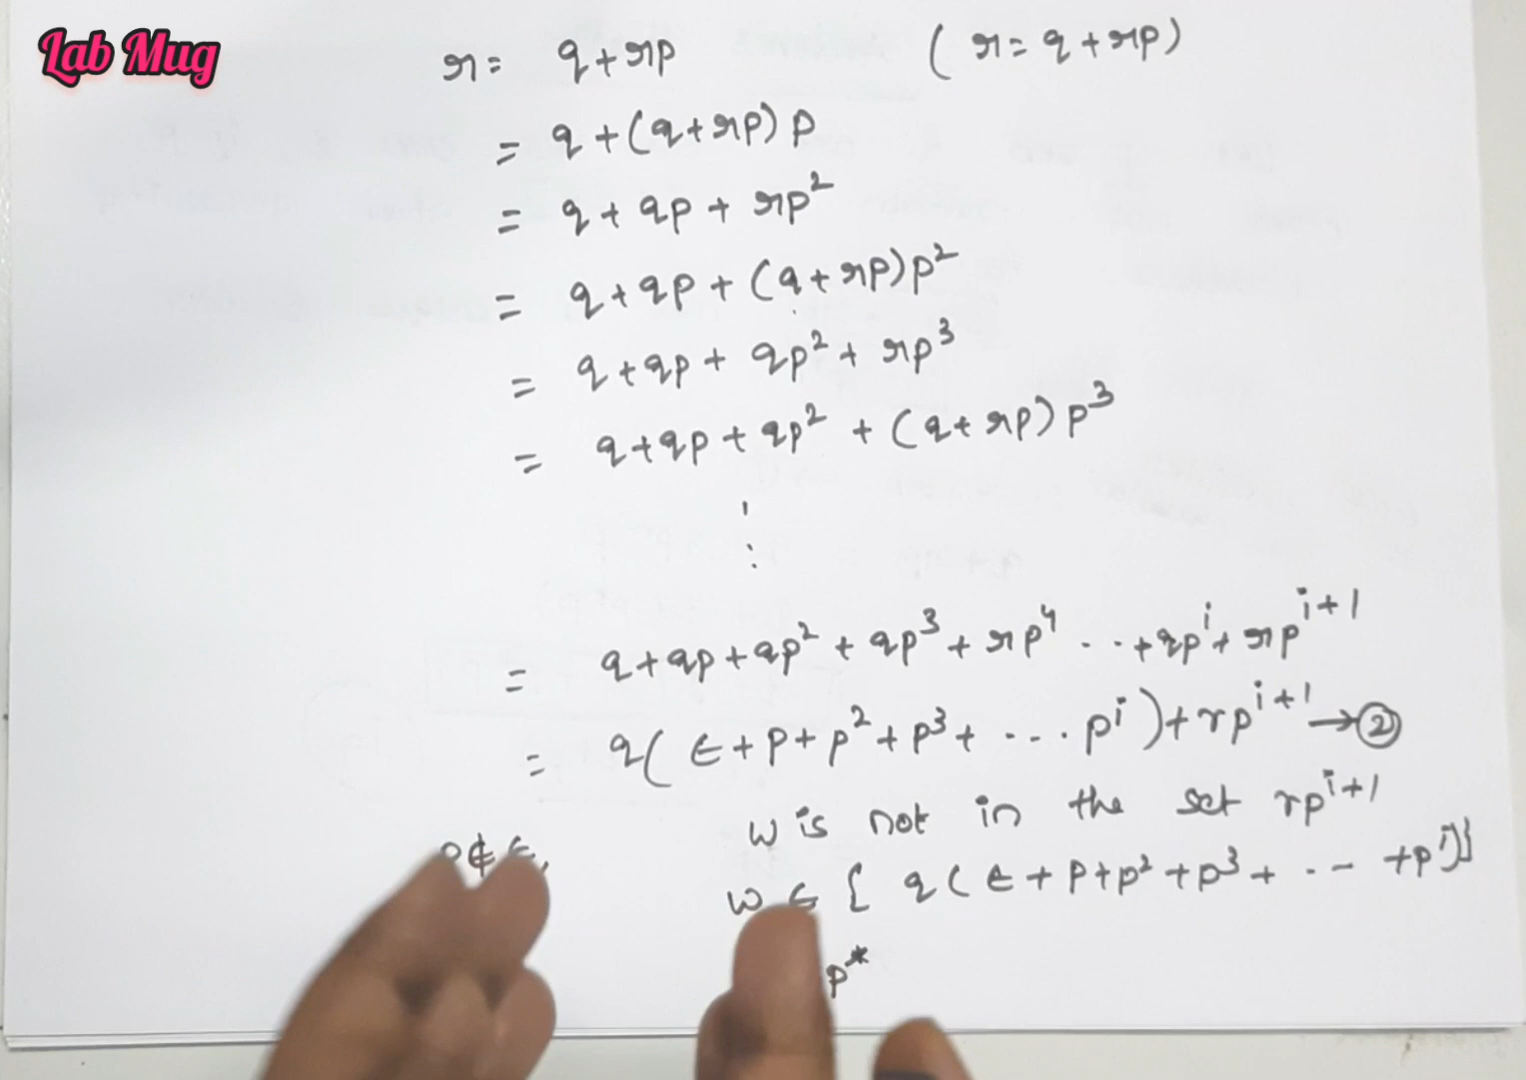 Lab Mug
r = q + rp ( r = q + rp)
= q + (q + rp) p
= q + qp + rp²
= q + qp + (q + rp)p²
= q + qp + qp² + rp³
= q + qp + qp² + (q + rp) p³
⋮
= q + qp + qp² + qp³ + rp⁴ ... + qpⁱ + rpⁱ⁺¹
= q( ε + p + p² + p³ + .... pⁱ ) + rpⁱ⁺¹ → ②
w is not in the set rpⁱ⁺¹
p ∉ ε,
w ∈ { q ( ε + p + p² + p³ + ... + pⁱ)}
p*